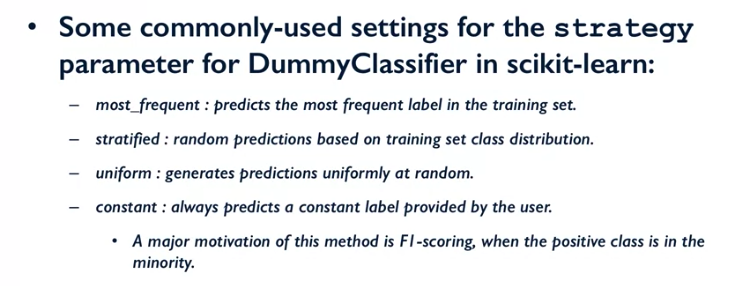 • Some commonly-used settings for the strategy
parameter for DummyClassifier in scikit-learn:
– most_frequent : predicts the most frequent label in the training set.
– stratified : random predictions based on training set class distribution.
– uniform : generates predictions uniformly at random.
– constant : always predicts a constant label provided by the user.
• A major motivation of this method is F1-scoring, when the positive class is in the
minority.